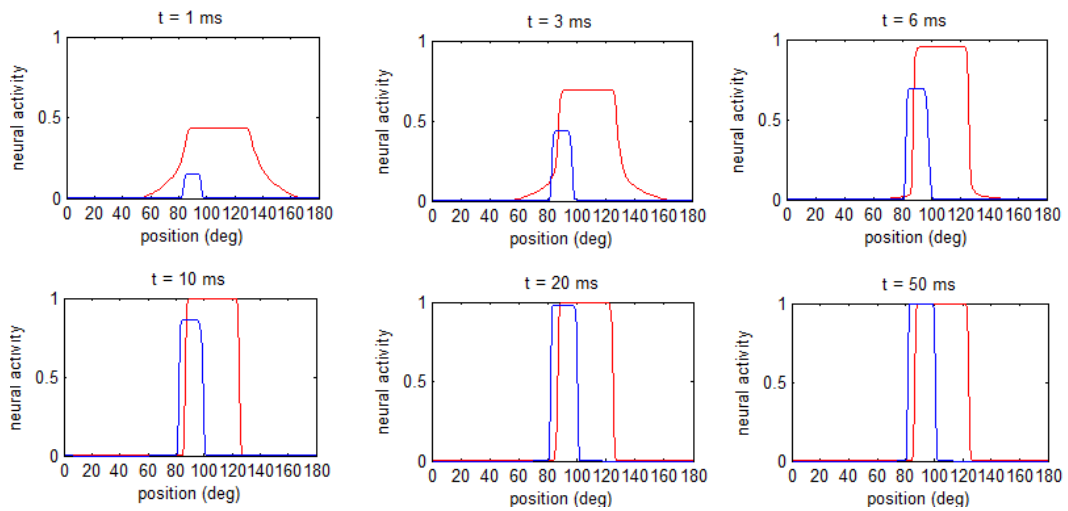 t = 1 ms
1
0.5
0
neural activity
0 20 40 60 80 100 120 140 160 180
position (deg)
t = 3 ms
1
0.5
0
neural activity
0 20 40 60 80 100 120 140 160 180
position (deg)
t = 6 ms
1
0.5
0
neural activity
0 20 40 60 80 100 120 140 160 180
position (deg)
t = 10 ms
1
0.5
0
neural activity
0 20 40 60 80 100 120 140 160 180
position (deg)
t = 20 ms
1
0.5
0
neural activity
0 20 40 60 80 100 120 140 160 180
position (deg)
t = 50 ms
1
0.5
0
neural activity
0 20 40 60 80 100 120 140 160 180
position (deg)